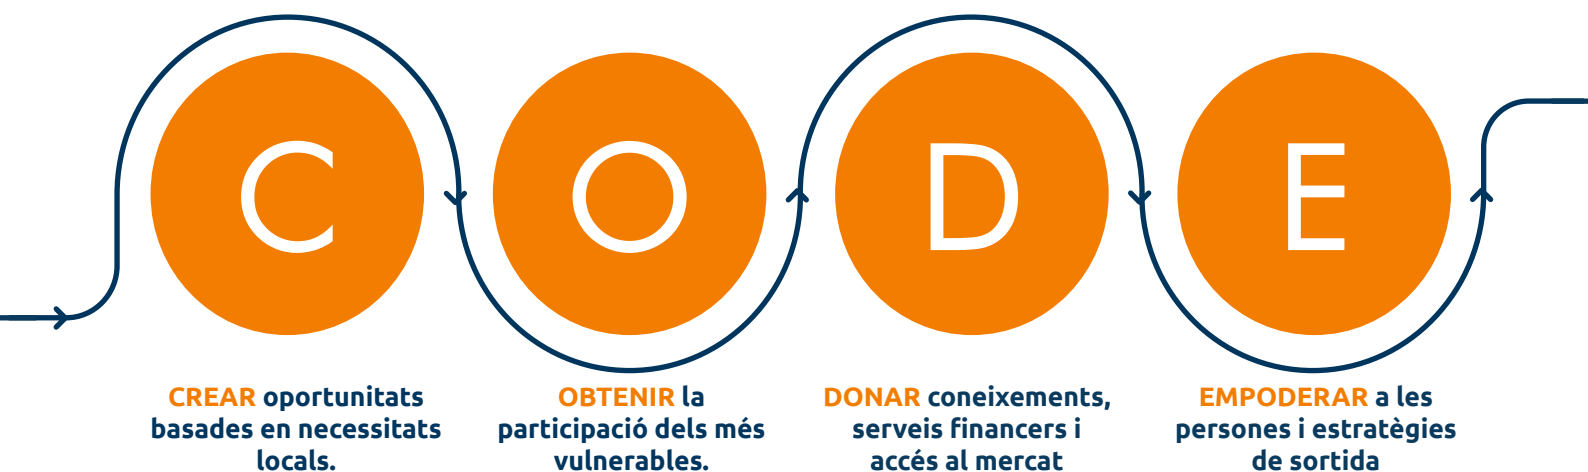 C
O
D
E
CREAR oportunitats
basades en necessitats
locals.
OBTENIR la
participació dels més
vulnerables.
DONAR coneixements,
serveis financers i
accés al mercat
EMPODERAR a les
persones i estratègies
de sortida